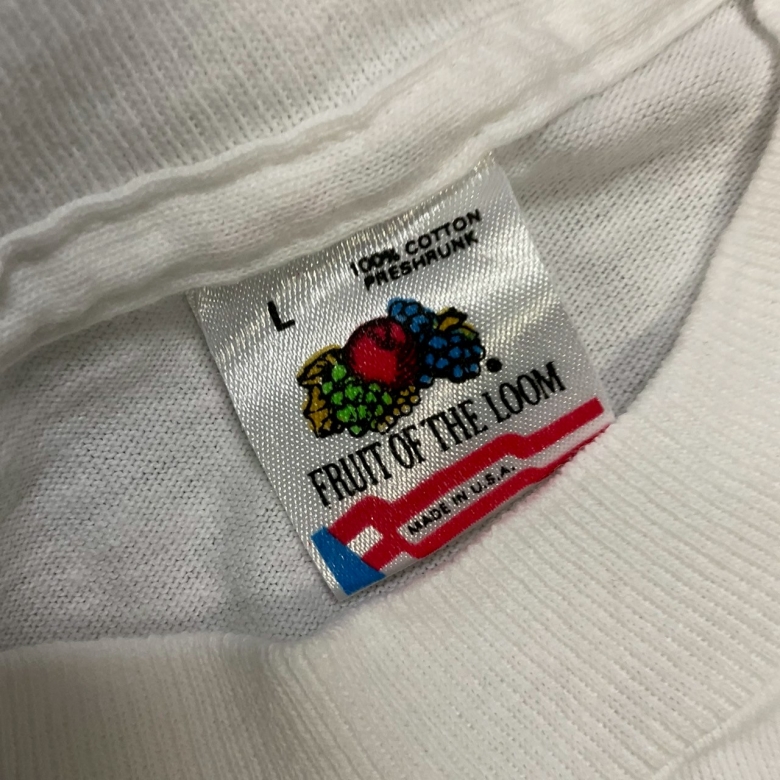 100% COTTON
PRESHRUNK
L
FRUIT OF THE LOOM
MADE IN U.S.A.